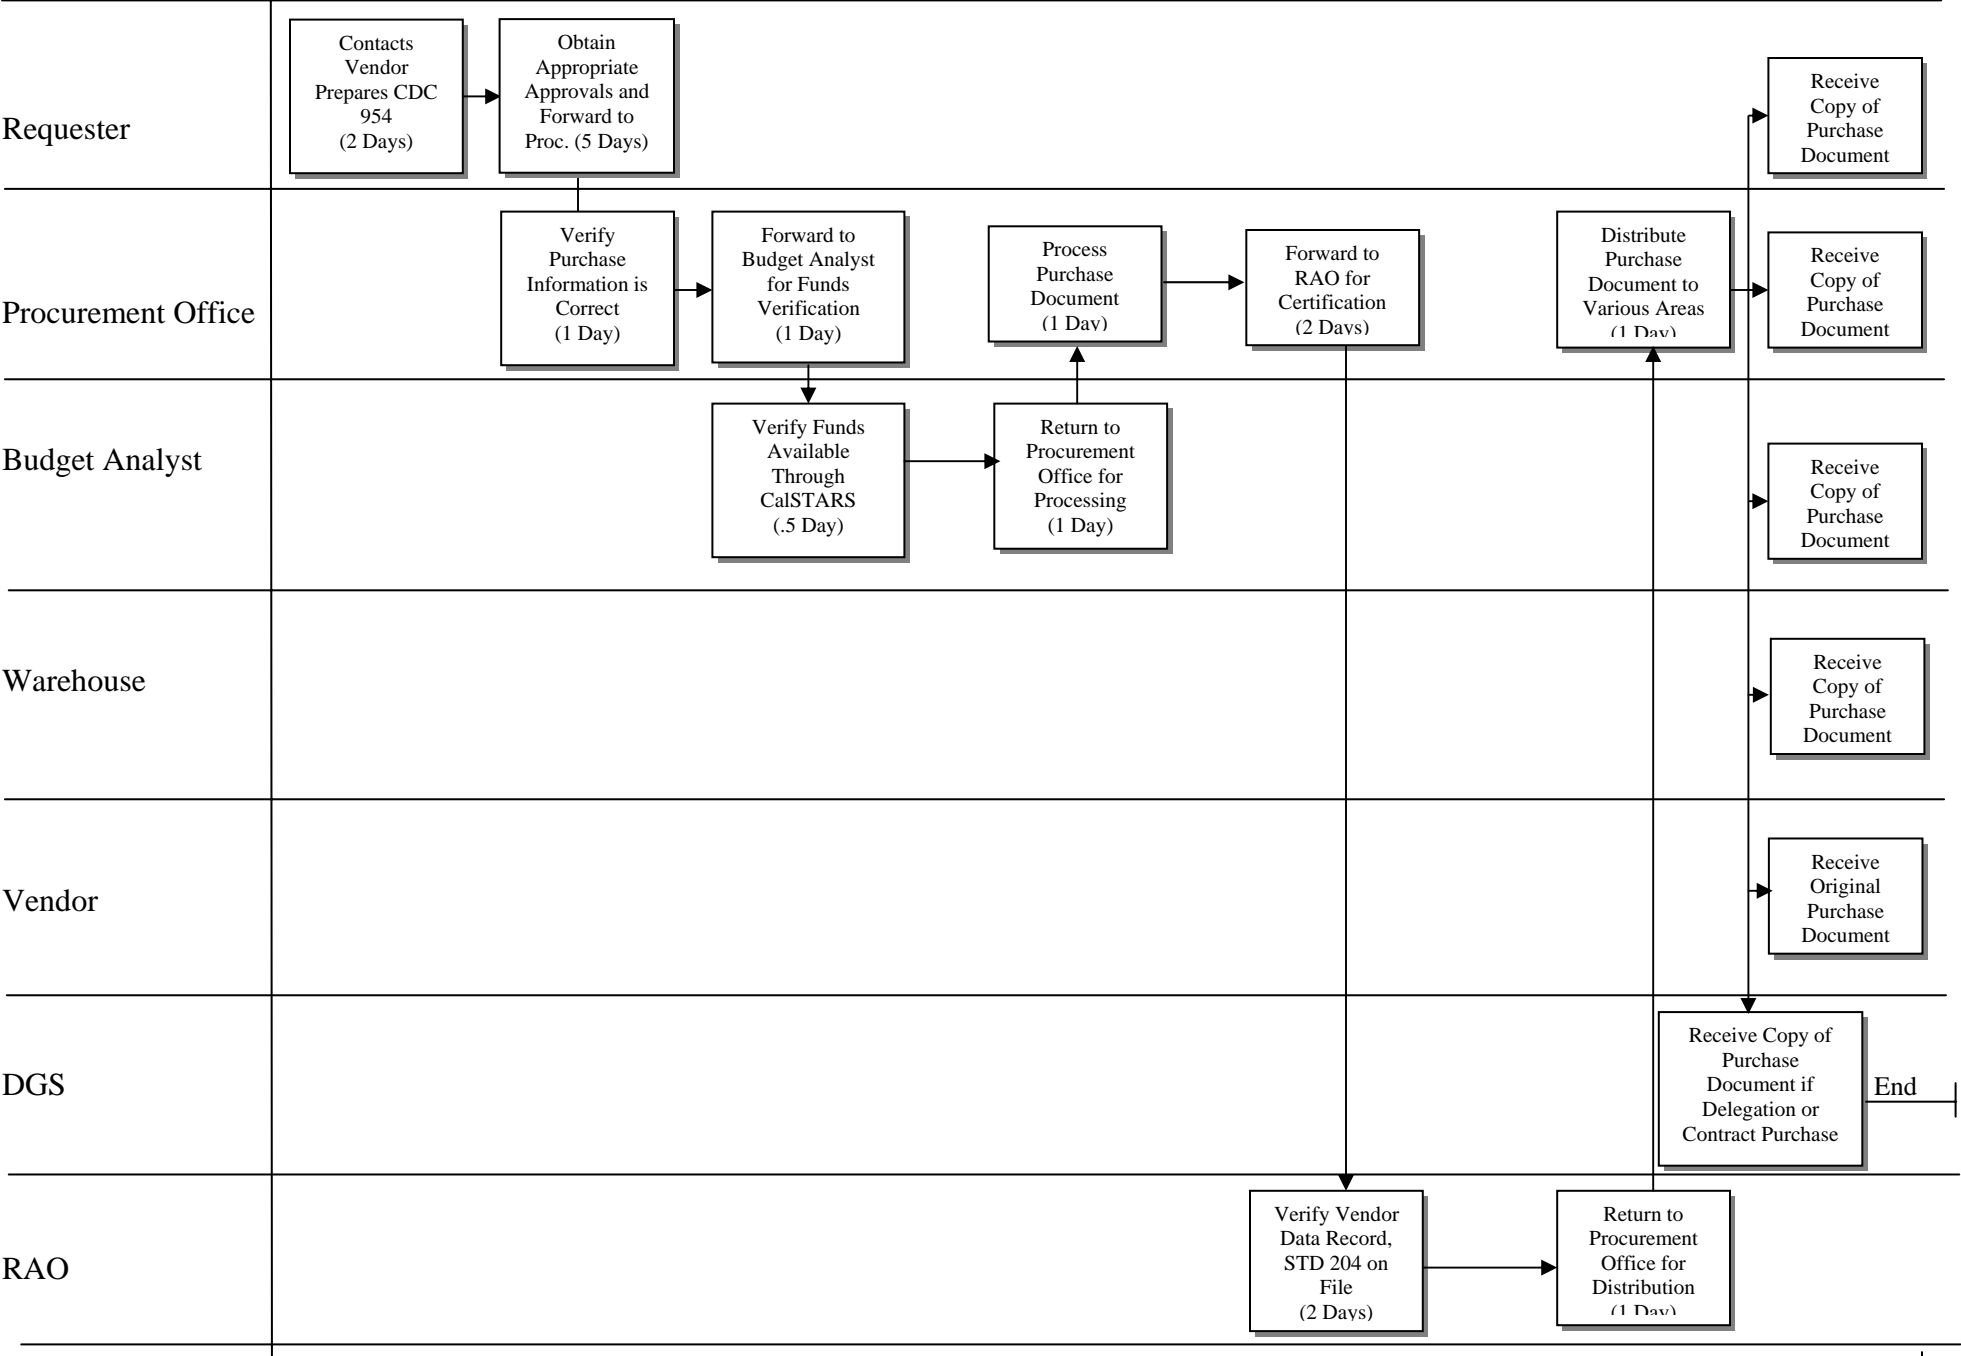 Requester
Contacts
Vendor
Prepares CDC
954
(2 Days)
Obtain
Appropriate
Approvals and
Forward to
Proc. (5 Days)
Receive
Copy of
Purchase
Document
Procurement Office
Verify
Purchase
Information is
Correct
(1 Day)
Forward to
Budget Analyst
for Funds
Verification
(1 Day)
Process
Purchase
Document
(1 Day)
Forward to
RAO for
Certification
(2 Days)
Distribute
Purchase
Document to
Various Areas
(1 Day)
Receive
Copy of
Purchase
Document
Budget Analyst
Verify Funds
Available
Through
CalSTARS
(.5 Day)
Return to
Procurement
Office for
Processing
(1 Day)
Receive
Copy of
Purchase
Document
Warehouse
Receive
Copy of
Purchase
Document
Vendor
Receive
Original
Purchase
Document
DGS
Receive Copy of
Purchase
Document if
Delegation or
Contract Purchase
End
RAO
Verify Vendor
Data Record,
STD 204 on
File
(2 Days)
Return to
Procurement
Office for
Distribution
(1 Day)